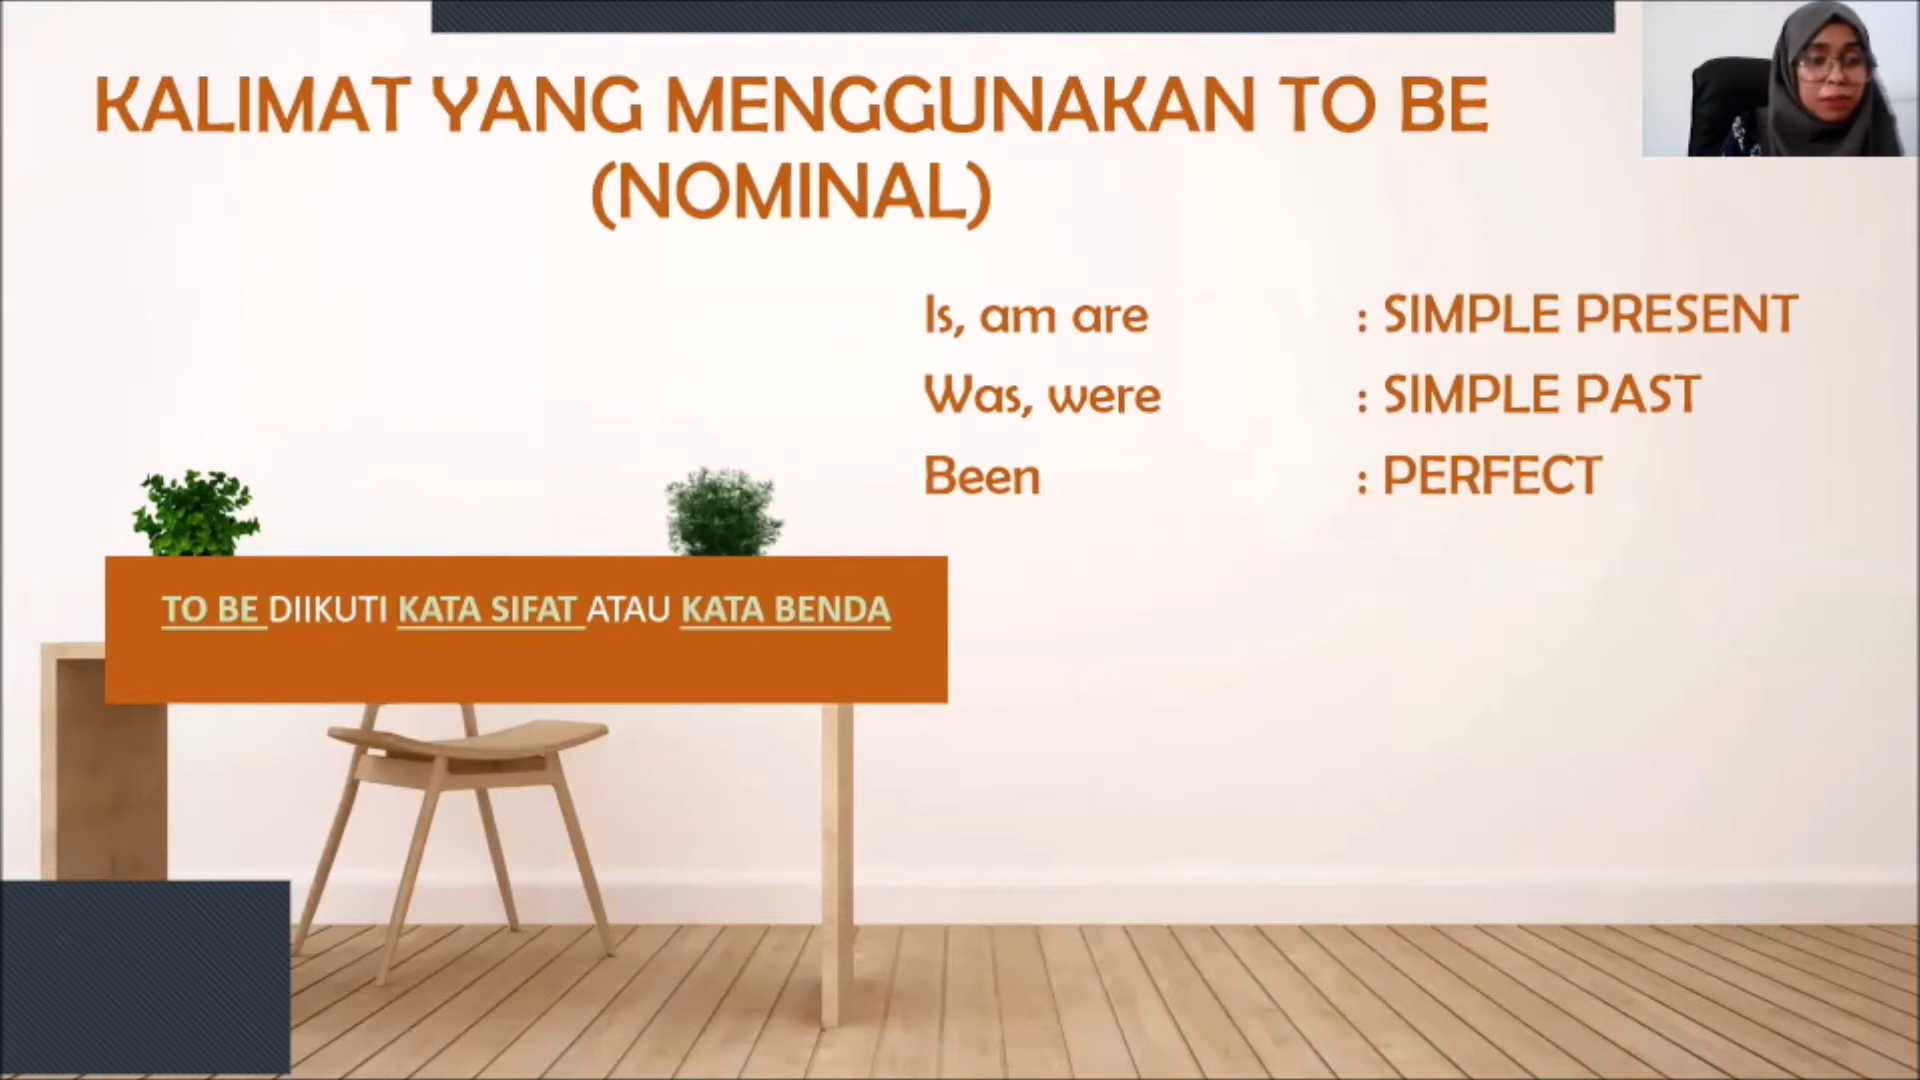 KALIMAT YANG MENGGUNAKAN TO BE
(NOMINAL)
Is, am are : SIMPLE PRESENT
Was, were : SIMPLE PAST
Been : PERFECT
TO BE DIIKUTI KATA SIFAT ATAU KATA BENDA